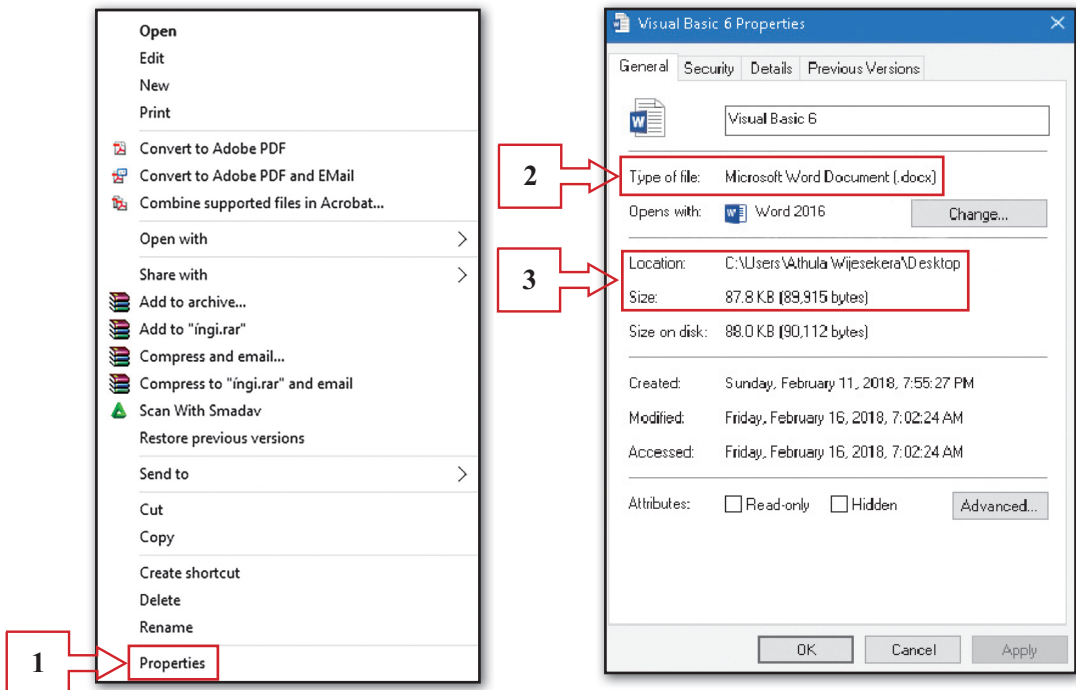 Open
Edit
New
Print
Convert to Adobe PDF
Convert to Adobe PDF and EMail
Combine supported files in Acrobat...
Open with
Share with
Add to archive...
Add to "íngi.rar"
Compress and email...
Compress to "íngi.rar" and email
Scan With Smadav
Restore previous versions
Send to
Cut
Copy
Create shortcut
Delete
Rename
1
Properties
Visual Basic 6 Properties
General Security Details Previous Versions
Visual Basic 6
2
Type of file: Microsoft Word Document (.docx)
Opens with: Word 2016 Change...
3
Location: C:\Users\Athula Wijesekera\Desktop
Size: 87.8 KB (89,915 bytes)
Size on disk: 88.0 KB (90,112 bytes)
Created: Sunday, February 11, 2018, 7:55:27 PM
Modified: Friday, February 16, 2018, 7:02:24 AM
Accessed: Friday, February 16, 2018, 7:02:24 AM
Attributes: Read-only Hidden Advanced...
OK Cancel Apply